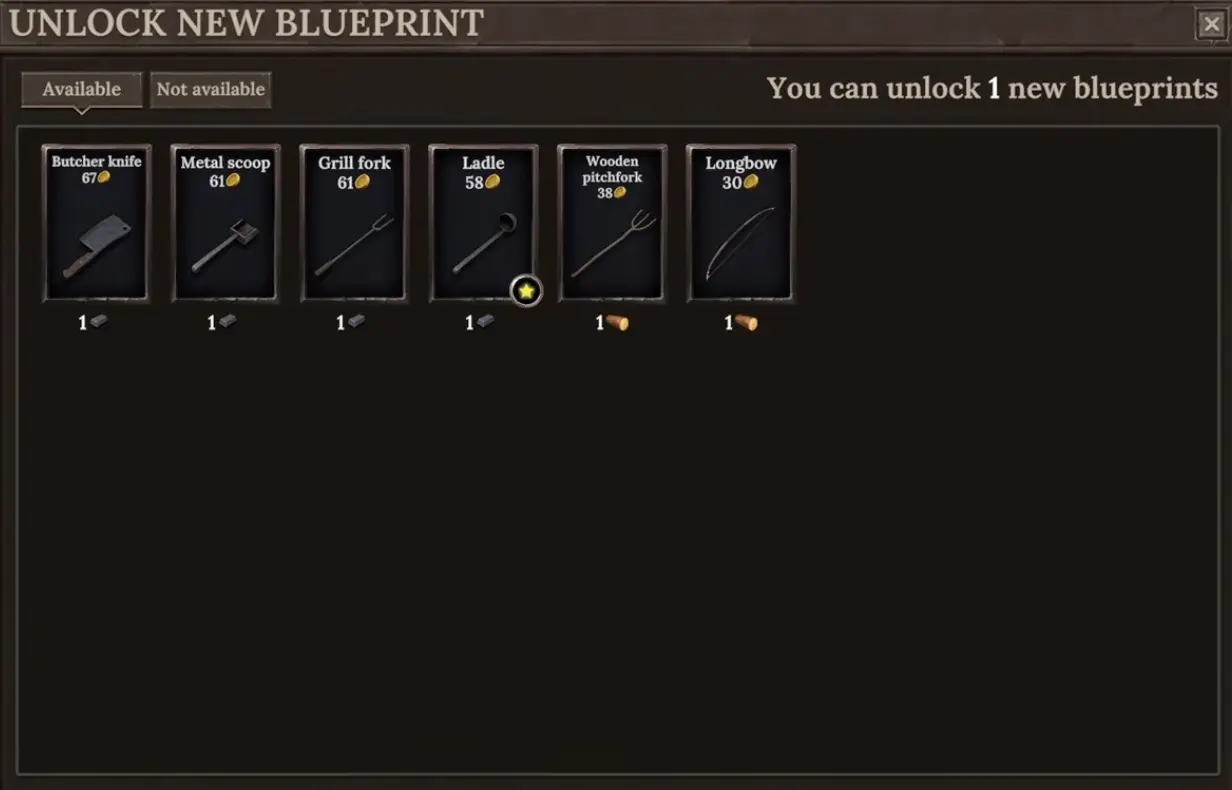 UNLOCK NEW BLUEPRINT
Available
Not available
You can unlock 1 new blueprints
Butcher knife
67
Metal scoop
61
Grill fork
61
Ladle
58
Wooden
pitchfork
38
Longbow
30
1
1
1
1
1
1